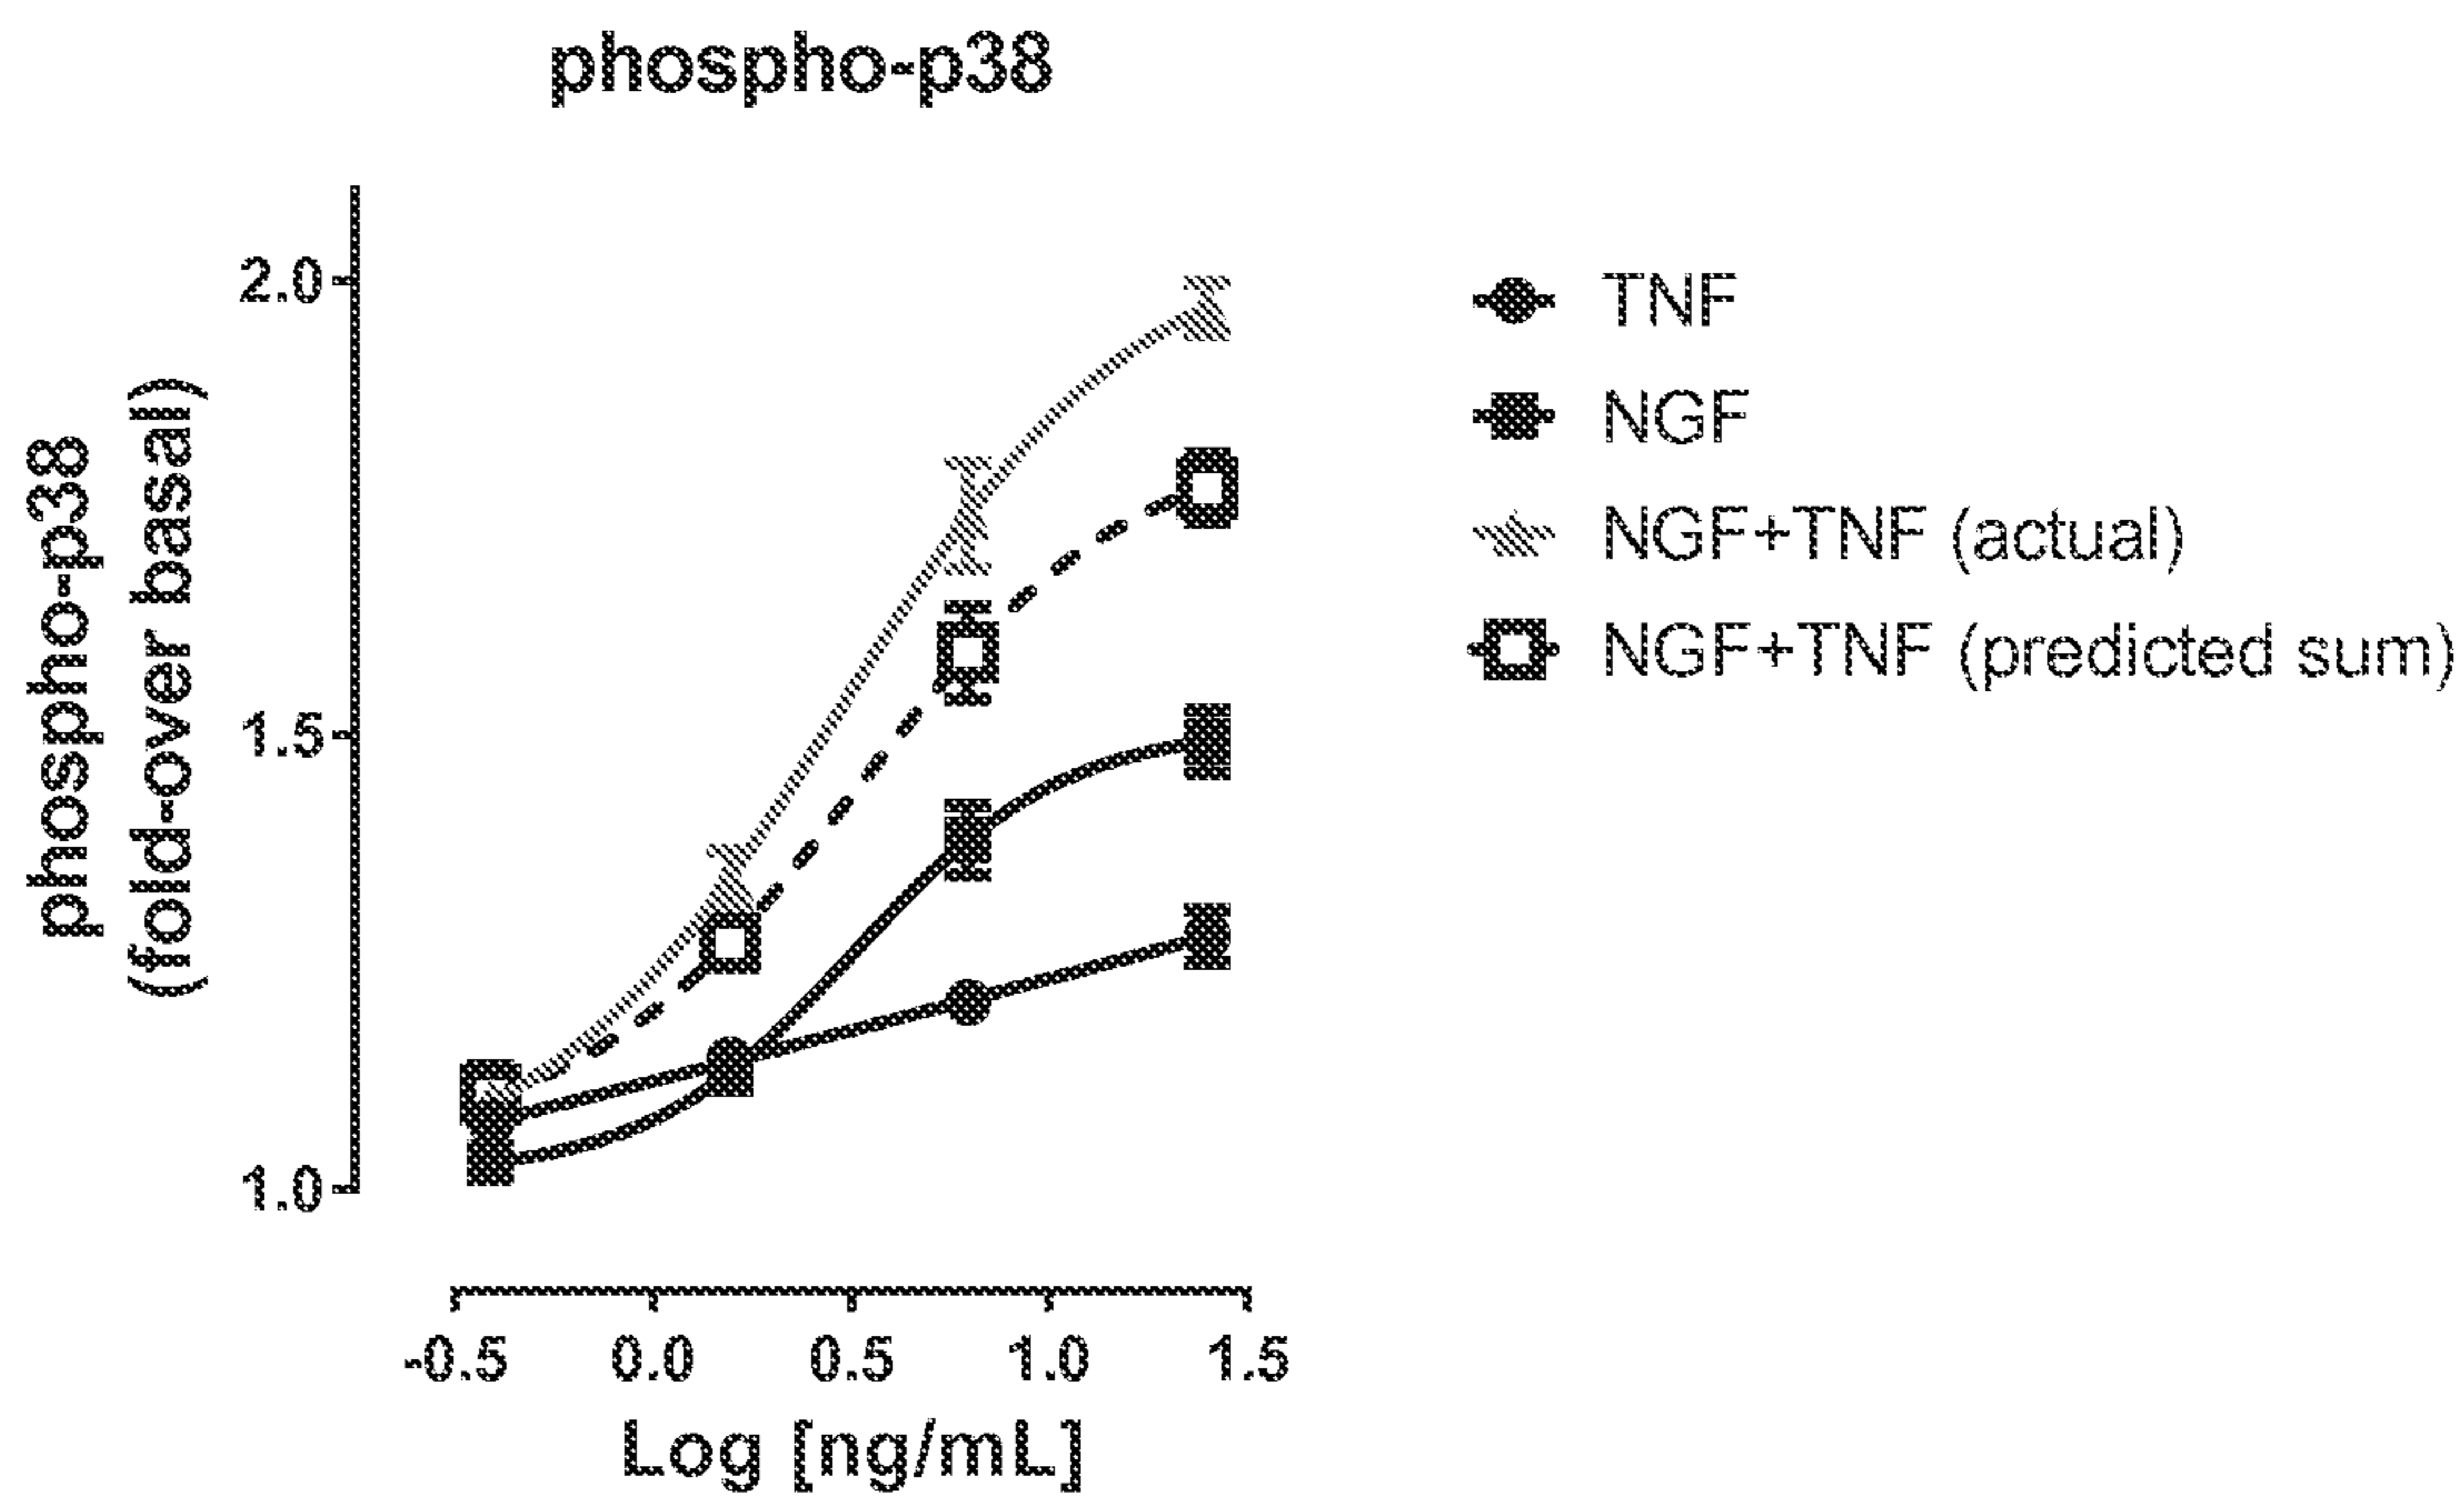 phospho-p38
phospho-p38
(fold-over basal)
2.0
1.5
1.0
-0.5 0.0 0.5 1.0 1.5
Log [ng/mL]
TNF
NGF
NGF+TNF (actual)
NGF+TNF (predicted sum)